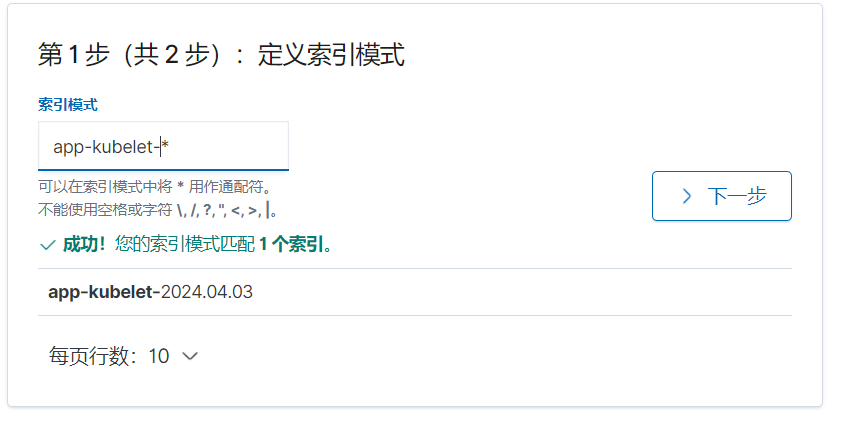 第 1 步（共 2 步）：定义索引模式
索引模式
app-kubelet-*
可以在索引模式中将 * 用作通配符。
不能使用空格或字符 \, /, ?, ", <, >, |。
下一步
成功！您的索引模式匹配 1 个索引。
app-kubelet-2024.04.03
每页行数：10